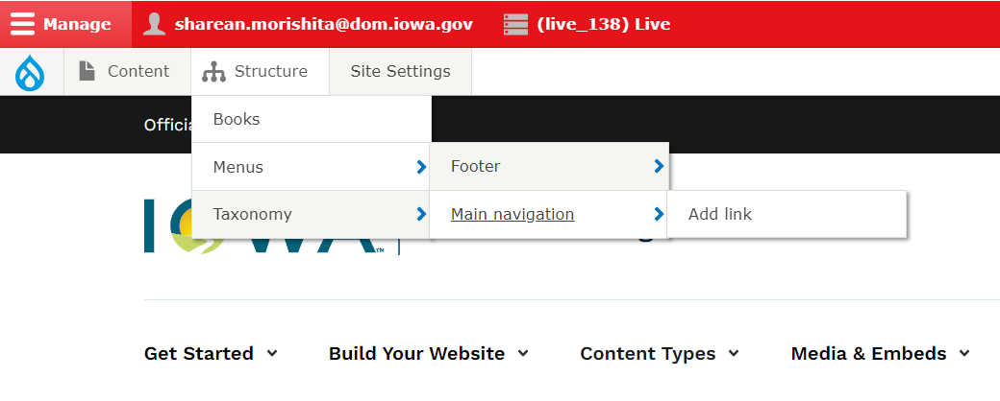 Manage sharean.morishita@dom.iowa.gov (live_138) Live
Content Structure Site Settings
Books
Menus Footer
Taxonomy Main navigation Add link
IOWA™
Get Started Build Your Website Content Types Media & Embeds